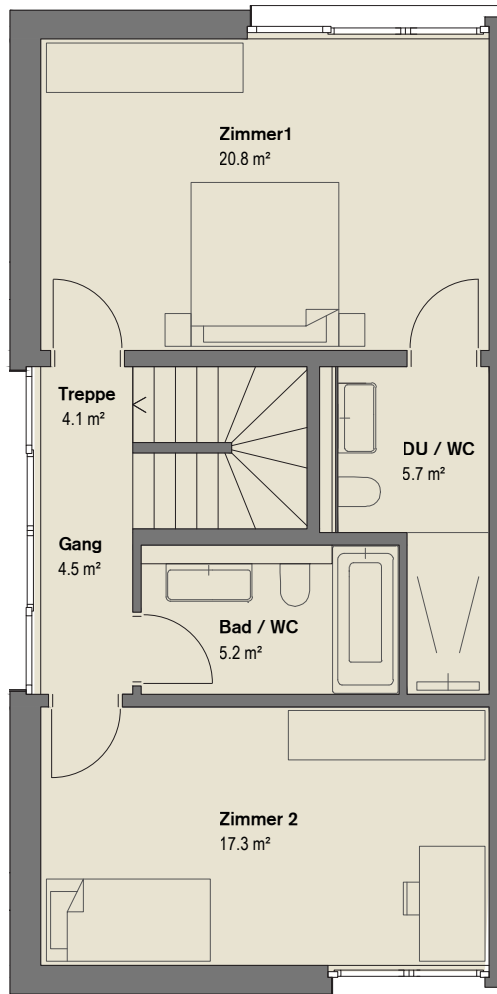 Zimmer1
20.8 m²
Treppe
4.1 m²
DU / WC
5.7 m²
Gang
4.5 m²
Bad / WC
5.2 m²
Zimmer 2
17.3 m²